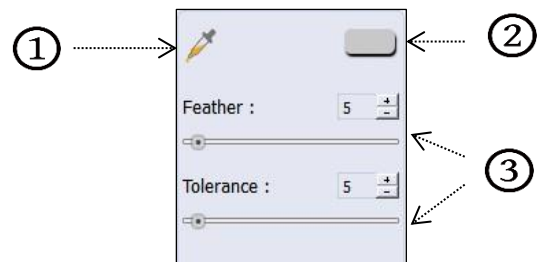 ① ②
Feather : 5 + -
③
Tolerance : 5 + -